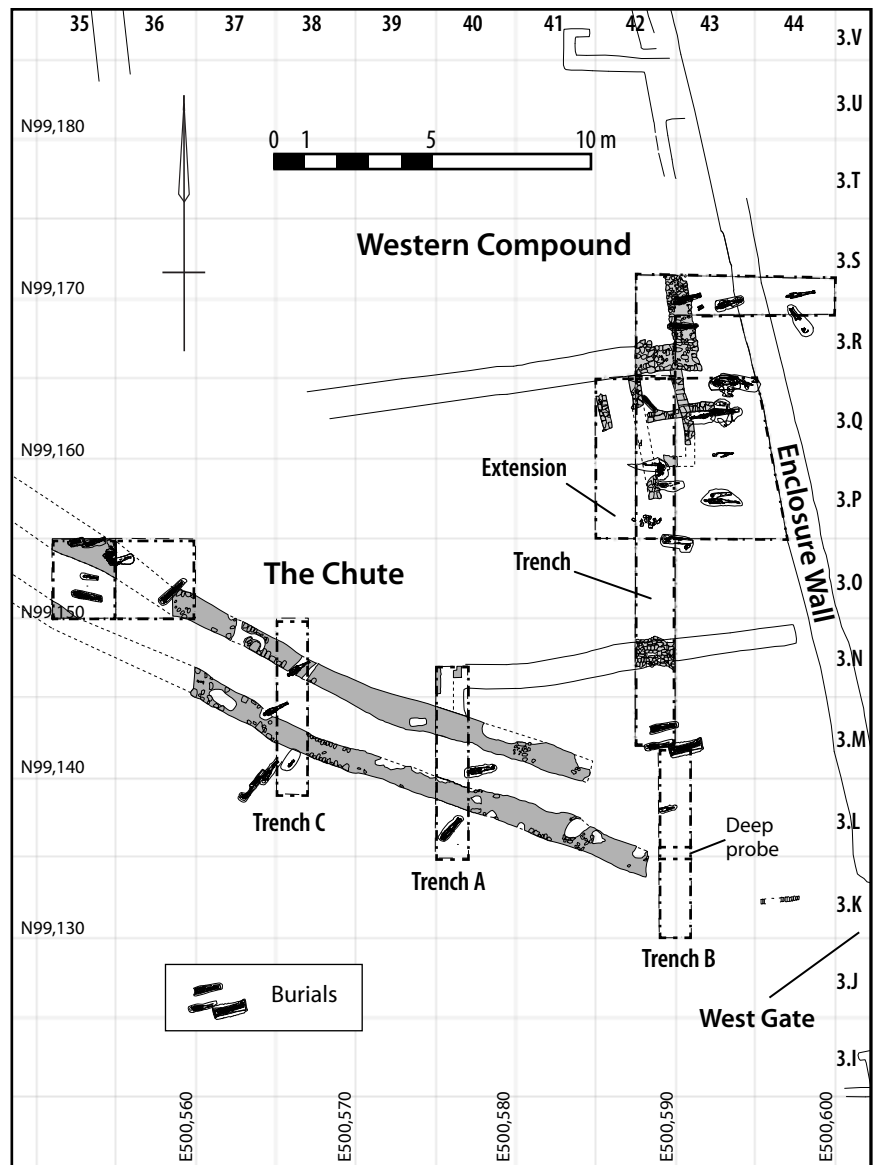 35 36 37 38 39 40 41 42 43 44
3.V
3.U
N99,180
0 1 5 10 m
3.T
Western Compound
3.S
N99,170
3.R
3.Q
N99,160
Extension
Enclosure Wall
3.P
Trench
The Chute
3.O
N99,150
3.N
3.M
N99,140
Trench C
3.L
Deep
probe
Trench A
3.K
N99,130
Trench B
Burials
3.J
West Gate
3.I
E500,560
E500,570
E500,580
E500,590
E500,600